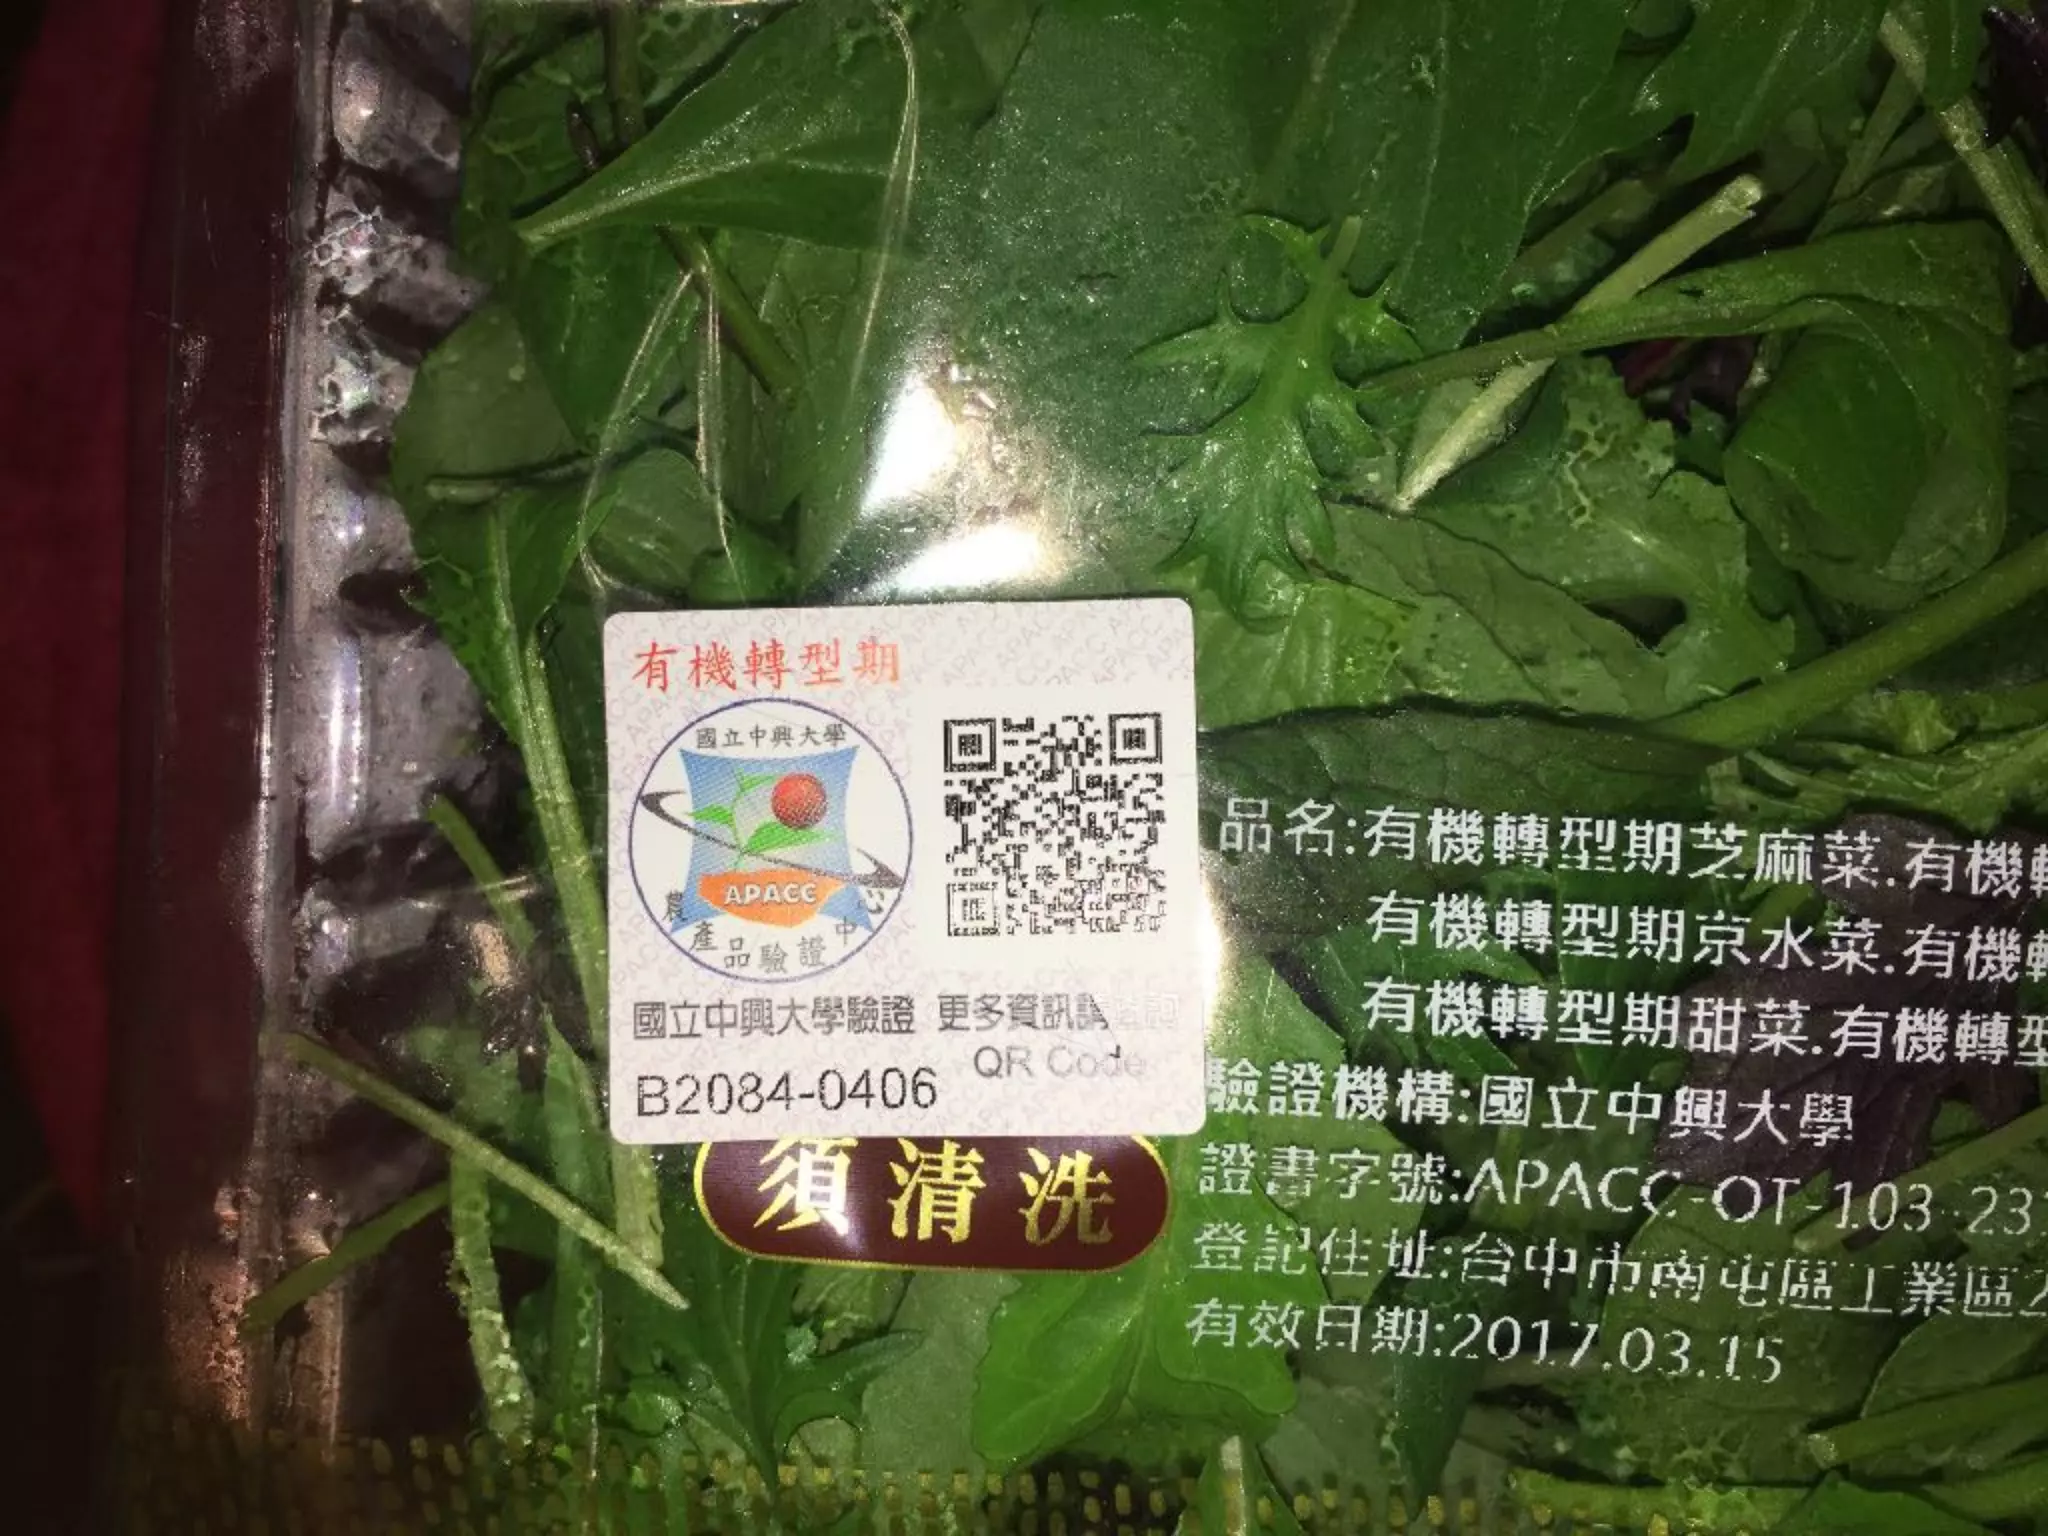 有機轉型期
國立中興大學
APACC
農產品驗證中心
國立中興大學驗證
更多資訊請
QR Code
B2084-0406
須清洗
品名:有機轉型期芝麻菜.有機轉
有機轉型期京水菜.有機轉
有機轉型期甜菜.有機轉型
驗證機構:國立中興大學
證書字號:APACC-OT-103-23
登記住址:台中市南屯區工業區
有效日期:2017.03.15